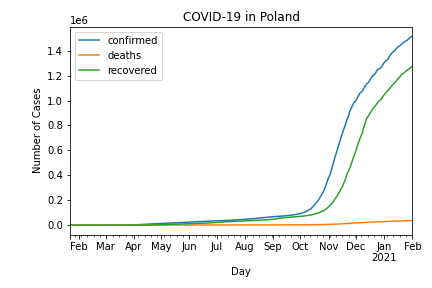 COVID-19 in Poland
1e6
confirmed
deaths
recovered
Number of Cases
1.4
1.2
1.0
0.8
0.6
0.4
0.2
0.0
Feb Mar Apr May Jun Jul Aug Sep Oct Nov Dec Jan Feb
2021
Day